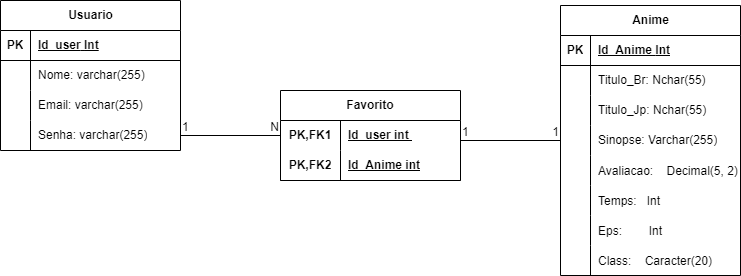 Usuario
PK Id_user Int
Nome: varchar(255)
Email: varchar(255)
Senha: varchar(255)
1 N
Favorito
PK,FK1 Id_user int
PK,FK2 Id_Anime int
1 1
Anime
PK Id_Anime Int
Titulo_Br: Nchar(55)
Titulo_Jp: Nchar(55)
Sinopse: Varchar(255)
Avaliacao: Decimal(5, 2)
Temps: Int
Eps: Int
Class: Caracter(20)